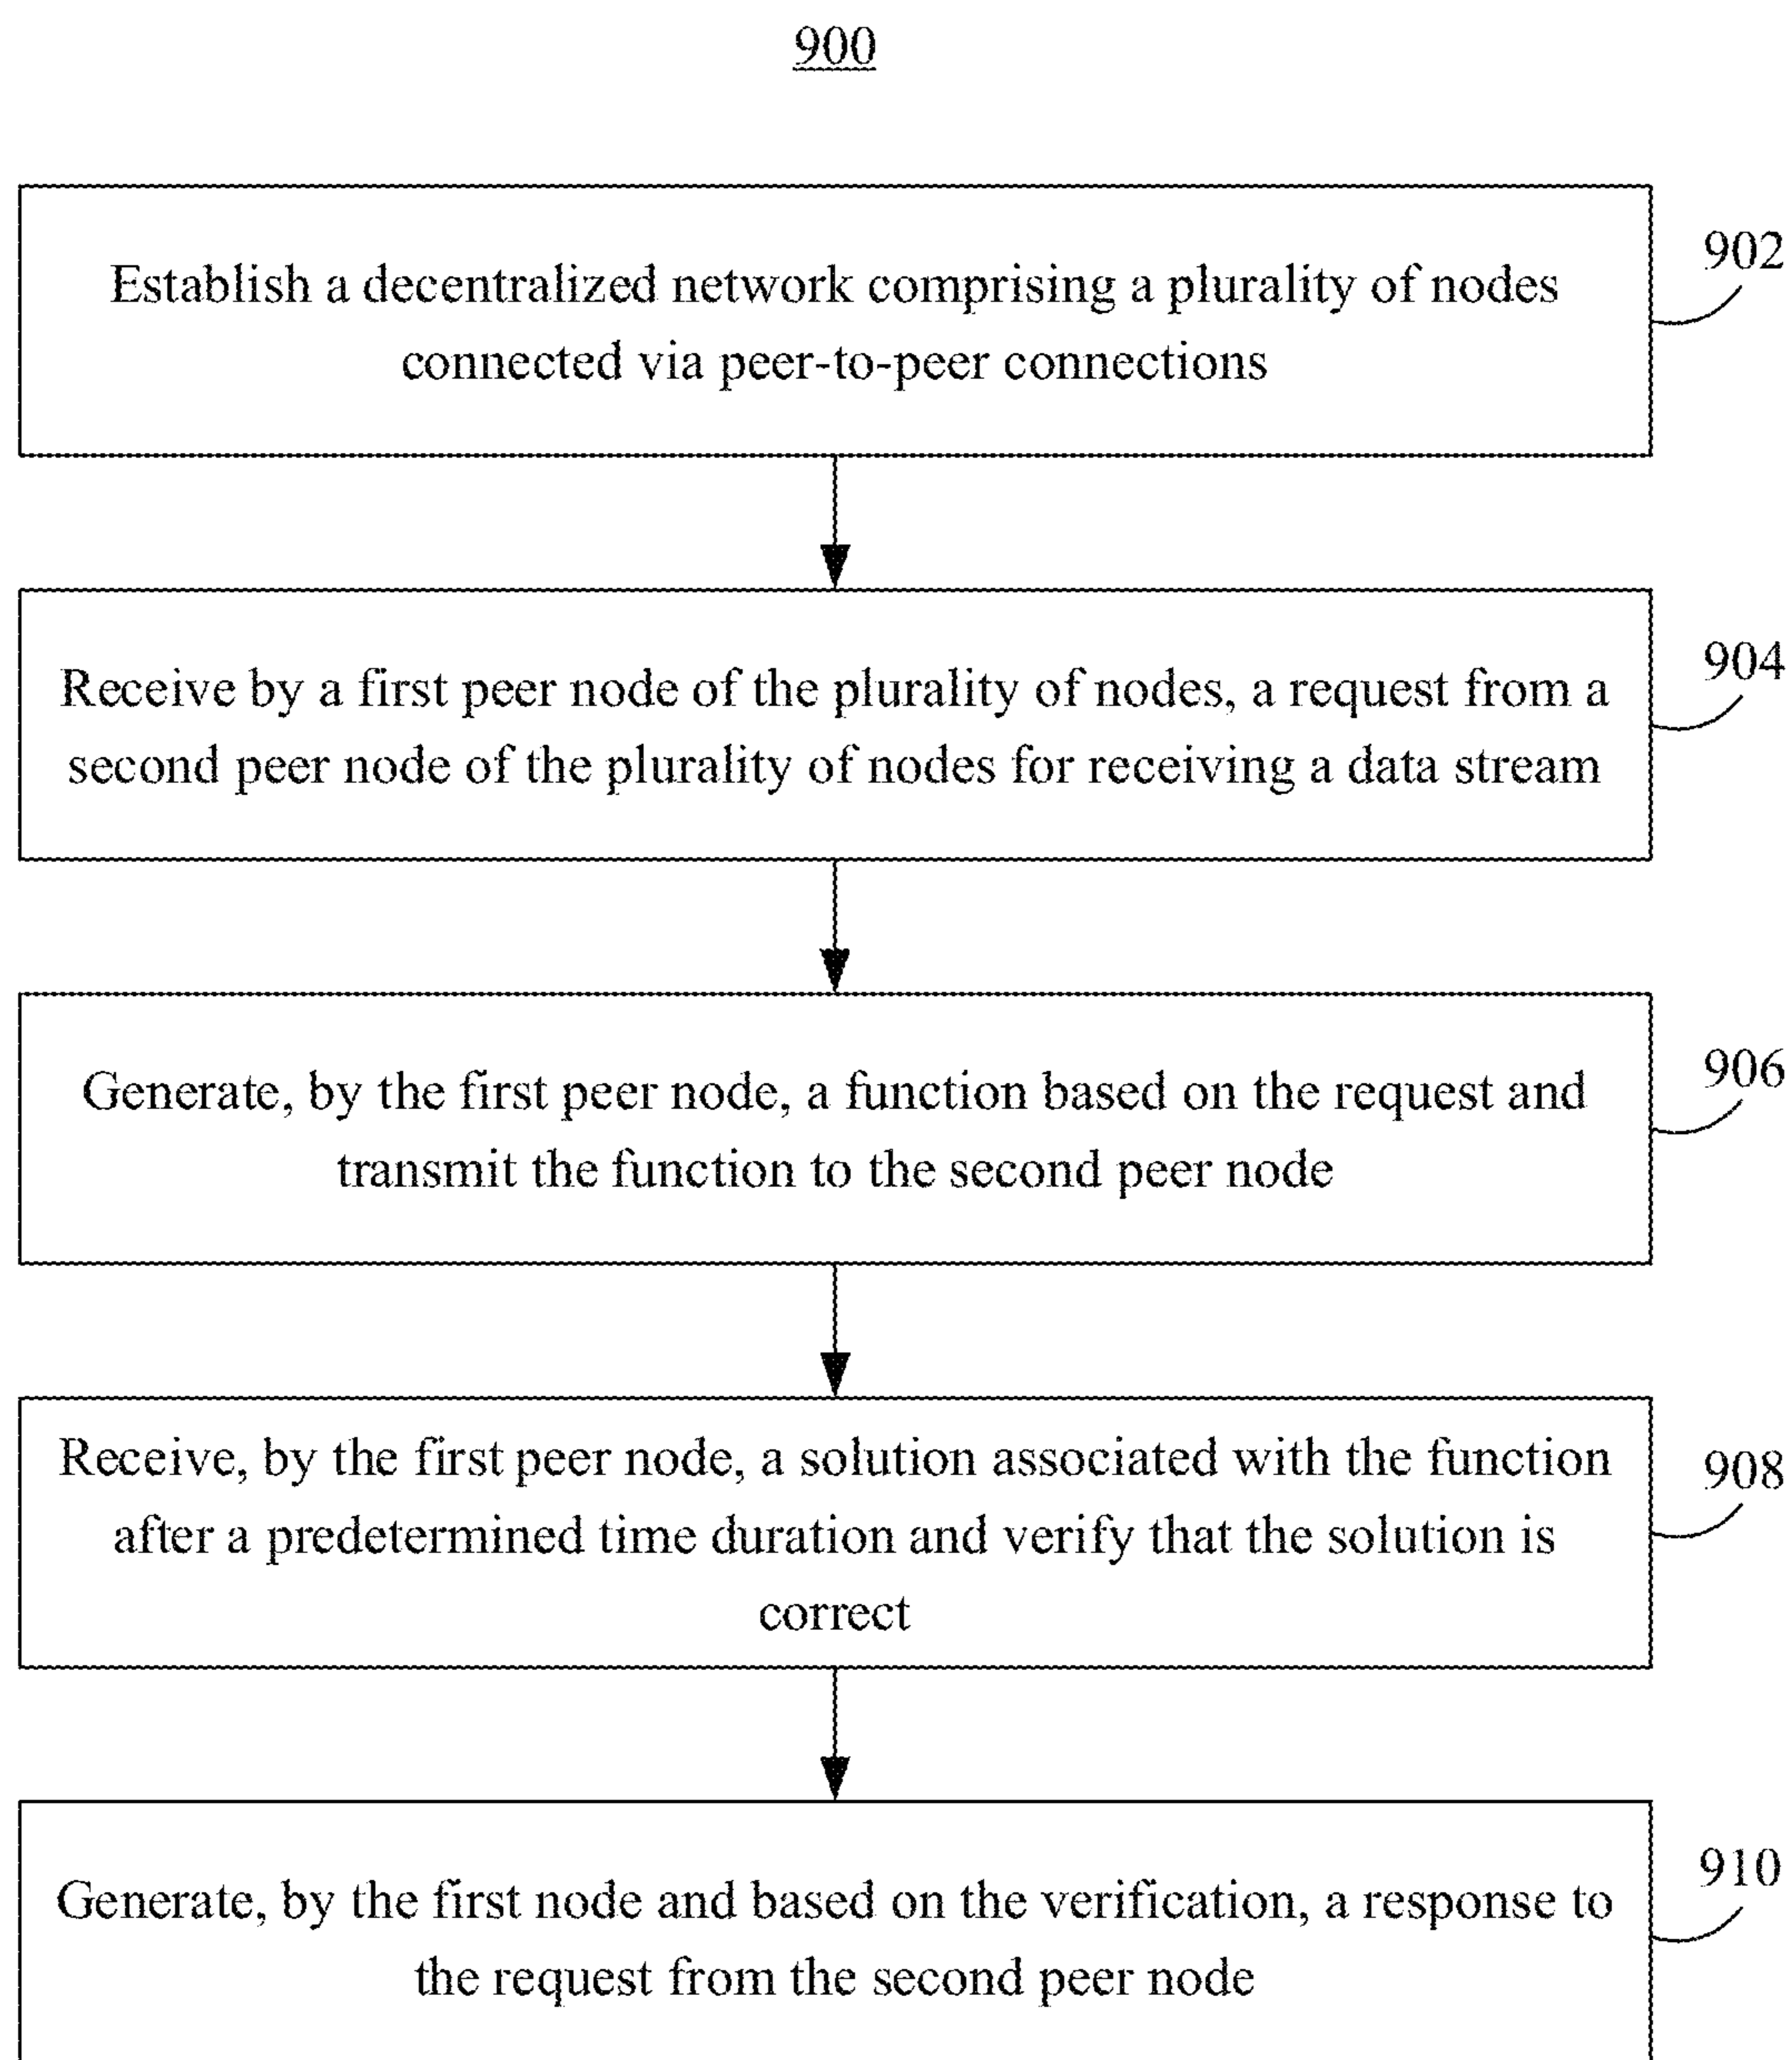 900
Establish a decentralized network comprising a plurality of nodes
connected via peer-to-peer connections
902
Receive by a first peer node of the plurality of nodes, a request from a
second peer node of the plurality of nodes for receiving a data stream
904
Generate, by the first peer node, a function based on the request and
transmit the function to the second peer node
906
Receive, by the first peer node, a solution associated with the function
after a predetermined time duration and verify that the solution is
correct
908
Generate, by the first node and based on the verification, a response to
the request from the second peer node
910